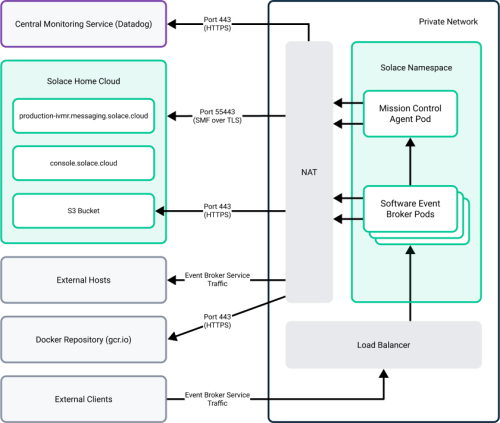 Central Monitoring Service (Datadog)
Port 443
(HTTPS)
Private Network
Solace Home Cloud
production-ivmr.messaging.solace.cloud
console.solace.cloud
S3 Bucket
Port 55443
(SMF over TLS)
Port 443
(HTTPS)
NAT
Solace Namespace
Mission Control
Agent Pod
Software Event
Broker Pods
External Hosts
Event Broker Service
Traffic
Docker Repository (gcr.io)
Port 443
(HTTPS)
Load Balancer
External Clients
Event Broker Service
Traffic